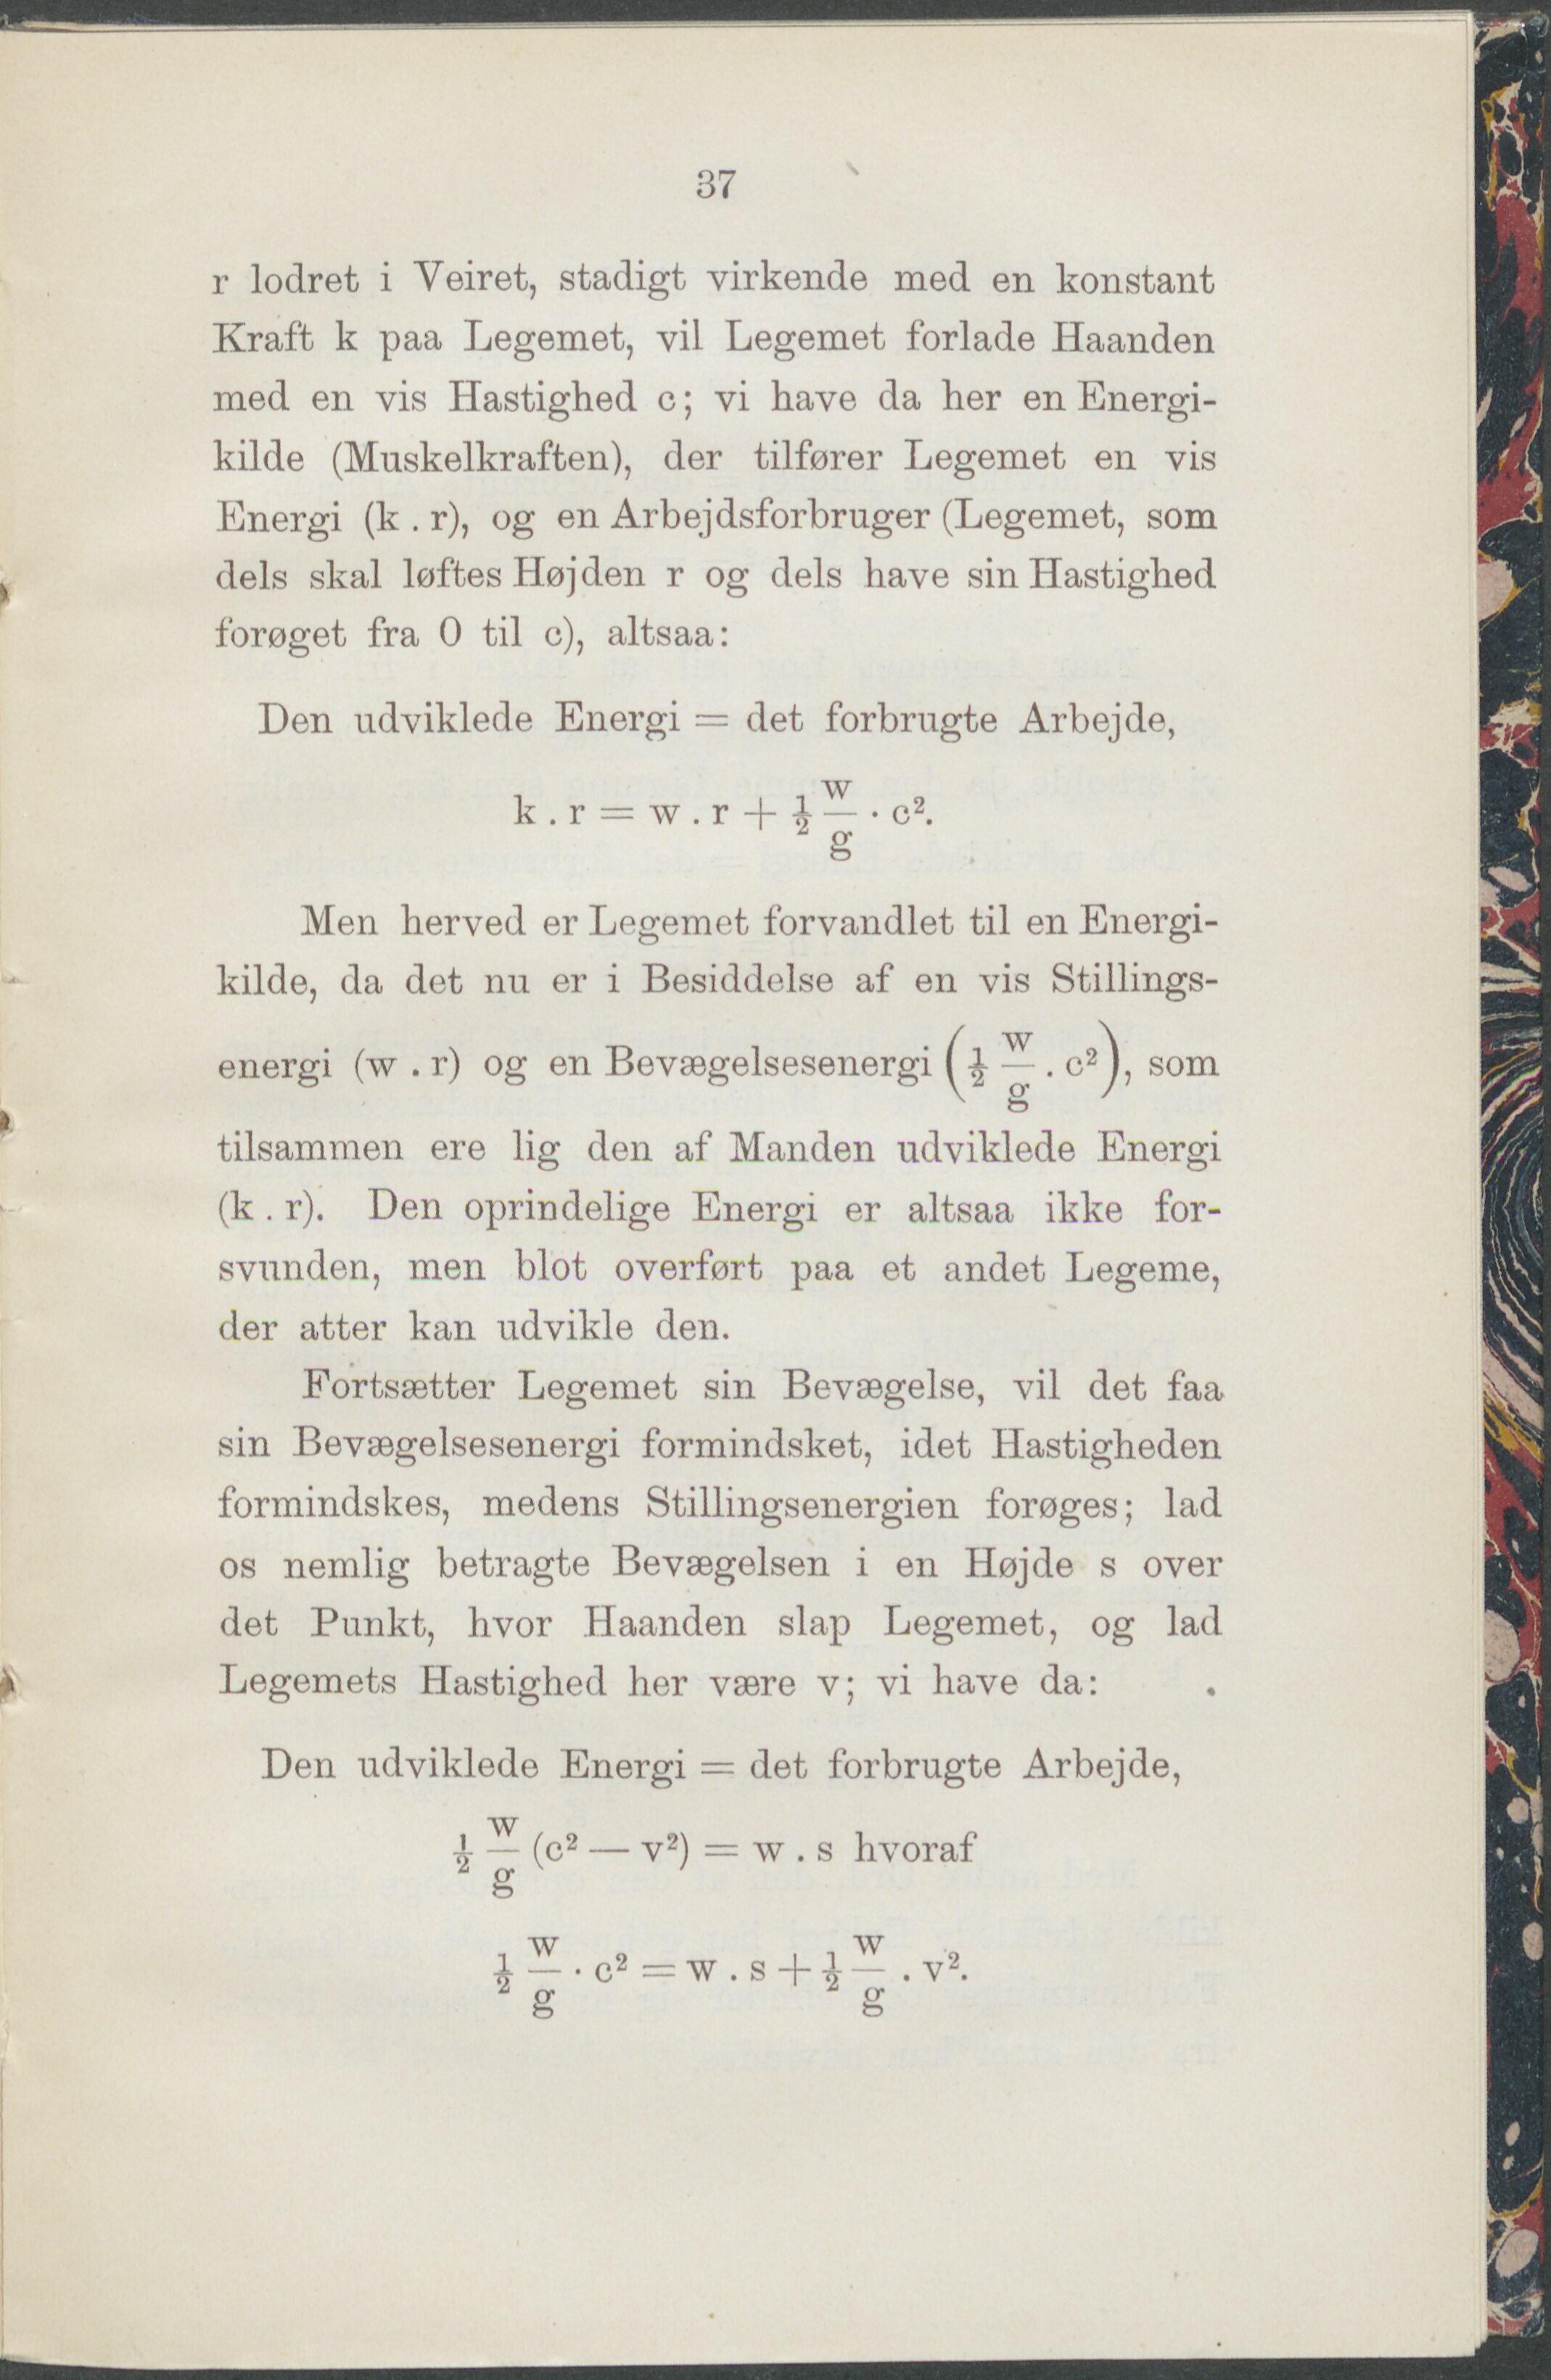 37
r lodret i Veiret, stadigt virkende med en konstant
Kraft k paa Legemet, vil Legemet forlade Haanden
med en vis Hastighed c; vi have da her en Energi-
kilde (Muskelkraften), der tilfører Legemet en vis
Energi (k . r), og en Arbejdsforbruger (Legemet, som
dels skal løftes Højden r og dels have sin Hastighed
forøget fra 0 til c), altsaa:
Den udviklede Energi = det forbrugte Arbejde,
k . r = w . r + ½ w/g · c².
Men herved er Legemet forvandlet til en Energi-
kilde, da det nu er i Besiddelse af en vis Stillings-
energi (w . r) og en Bevægelsesenergi (½ w/g . c²), som
tilsammen ere lig den af Manden udviklede Energi
(k . r). Den oprindelige Energi er altsaa ikke for-
svunden, men blot overført paa et andet Legeme,
der atter kan udvikle den.
Fortsætter Legemet sin Bevægelse, vil det faa
sin Bevægelsesenergi formindsket, idet Hastigheden
formindskes, medens Stillingsenergien forøges; lad
os nemlig betragte Bevægelsen i en Højde s over
det Punkt, hvor Haanden slap Legemet, og lad
Legemets Hastighed her være v; vi have da:
Den udviklede Energi = det forbrugte Arbejde,
½ w/g (c² — v²) = w . s hvoraf
½ w/g · c² = w . s + ½ w/g . v².